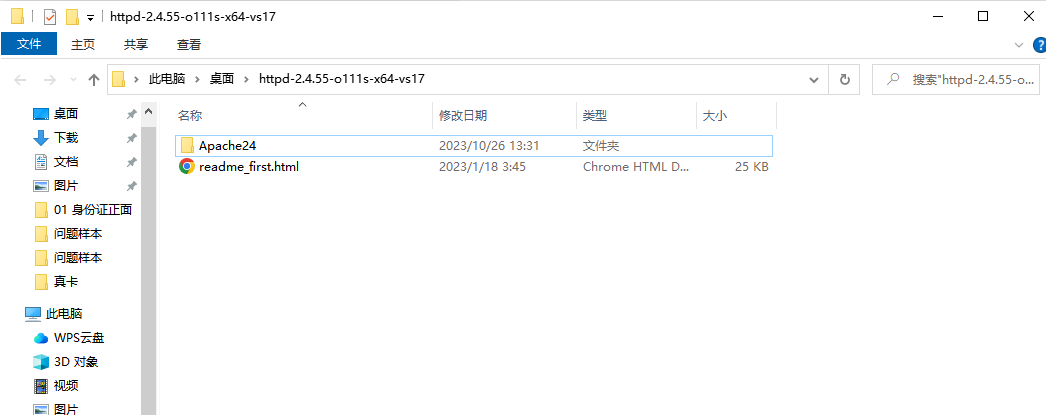 httpd-2.4.55-o111s-x64-vs17
文件 主页 共享 查看
此电脑 桌面 httpd-2.4.55-o111s-x64-vs17 搜索"httpd-2.4.55-o...
名称 修改日期 类型 大小
Apache24 2023/10/26 13:31 文件夹
readme_first.html 2023/1/18 3:45 Chrome HTML D... 25 KB
桌面
下载
文档
图片
01 身份证正面
问题样本
问题样本
真卡
此电脑
WPS云盘
3D 对象
视频
图片